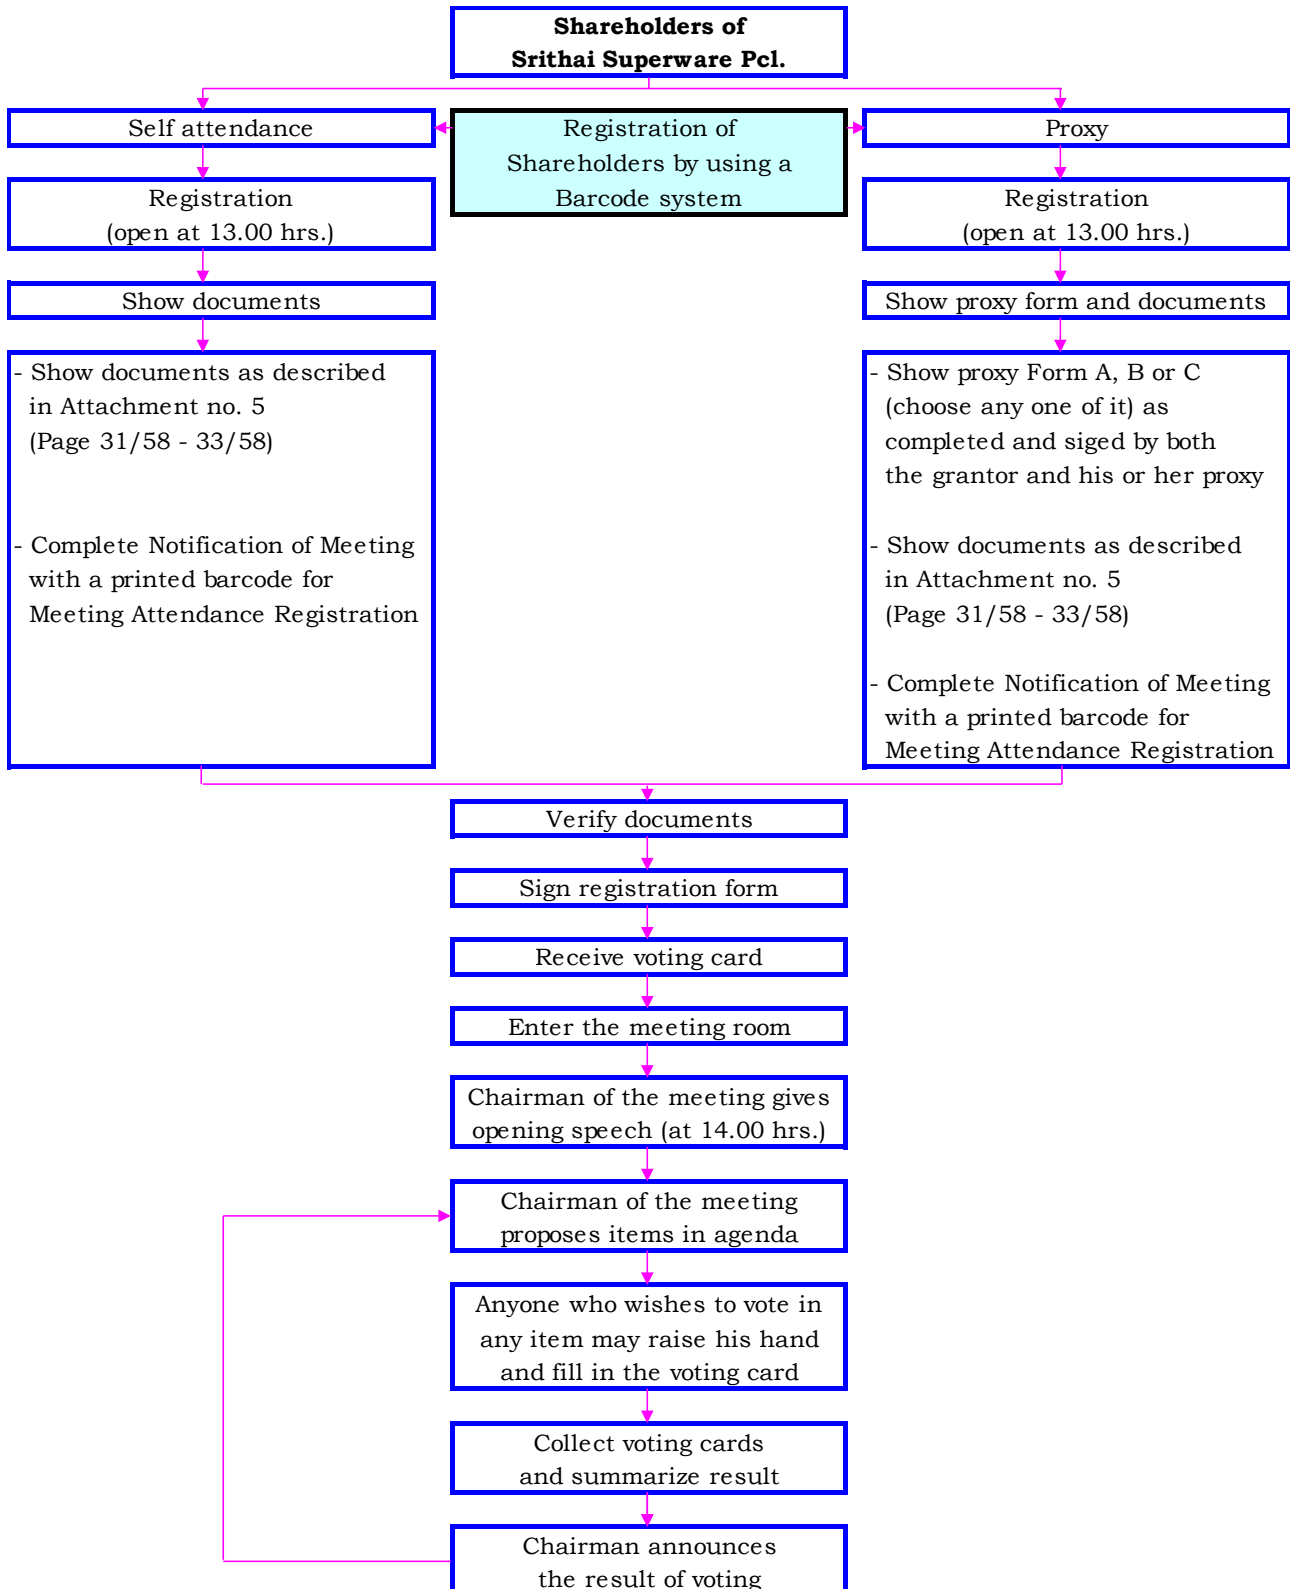 Shareholders of
Srithai Superware Pcl.
Self attendance
Registration of
Shareholders by using a
Barcode system
Proxy
Registration
(open at 13.00 hrs.)
Registration
(open at 13.00 hrs.)
Show documents
Show proxy form and documents
- Show documents as described
in Attachment no. 5
(Page 31/58 - 33/58)
- Complete Notification of Meeting
with a printed barcode for
Meeting Attendance Registration
- Show proxy Form A, B or C
(choose any one of it) as
completed and siged by both
the grantor and his or her proxy
- Show documents as described
in Attachment no. 5
(Page 31/58 - 33/58)
- Complete Notification of Meeting
with a printed barcode for
Meeting Attendance Registration
Verify documents
Sign registration form
Receive voting card
Enter the meeting room
Chairman of the meeting gives
opening speech (at 14.00 hrs.)
Chairman of the meeting
proposes items in agenda
Anyone who wishes to vote in
any item may raise his hand
and fill in the voting card
Collect voting cards
and summarize result
Chairman announces
the result of voting